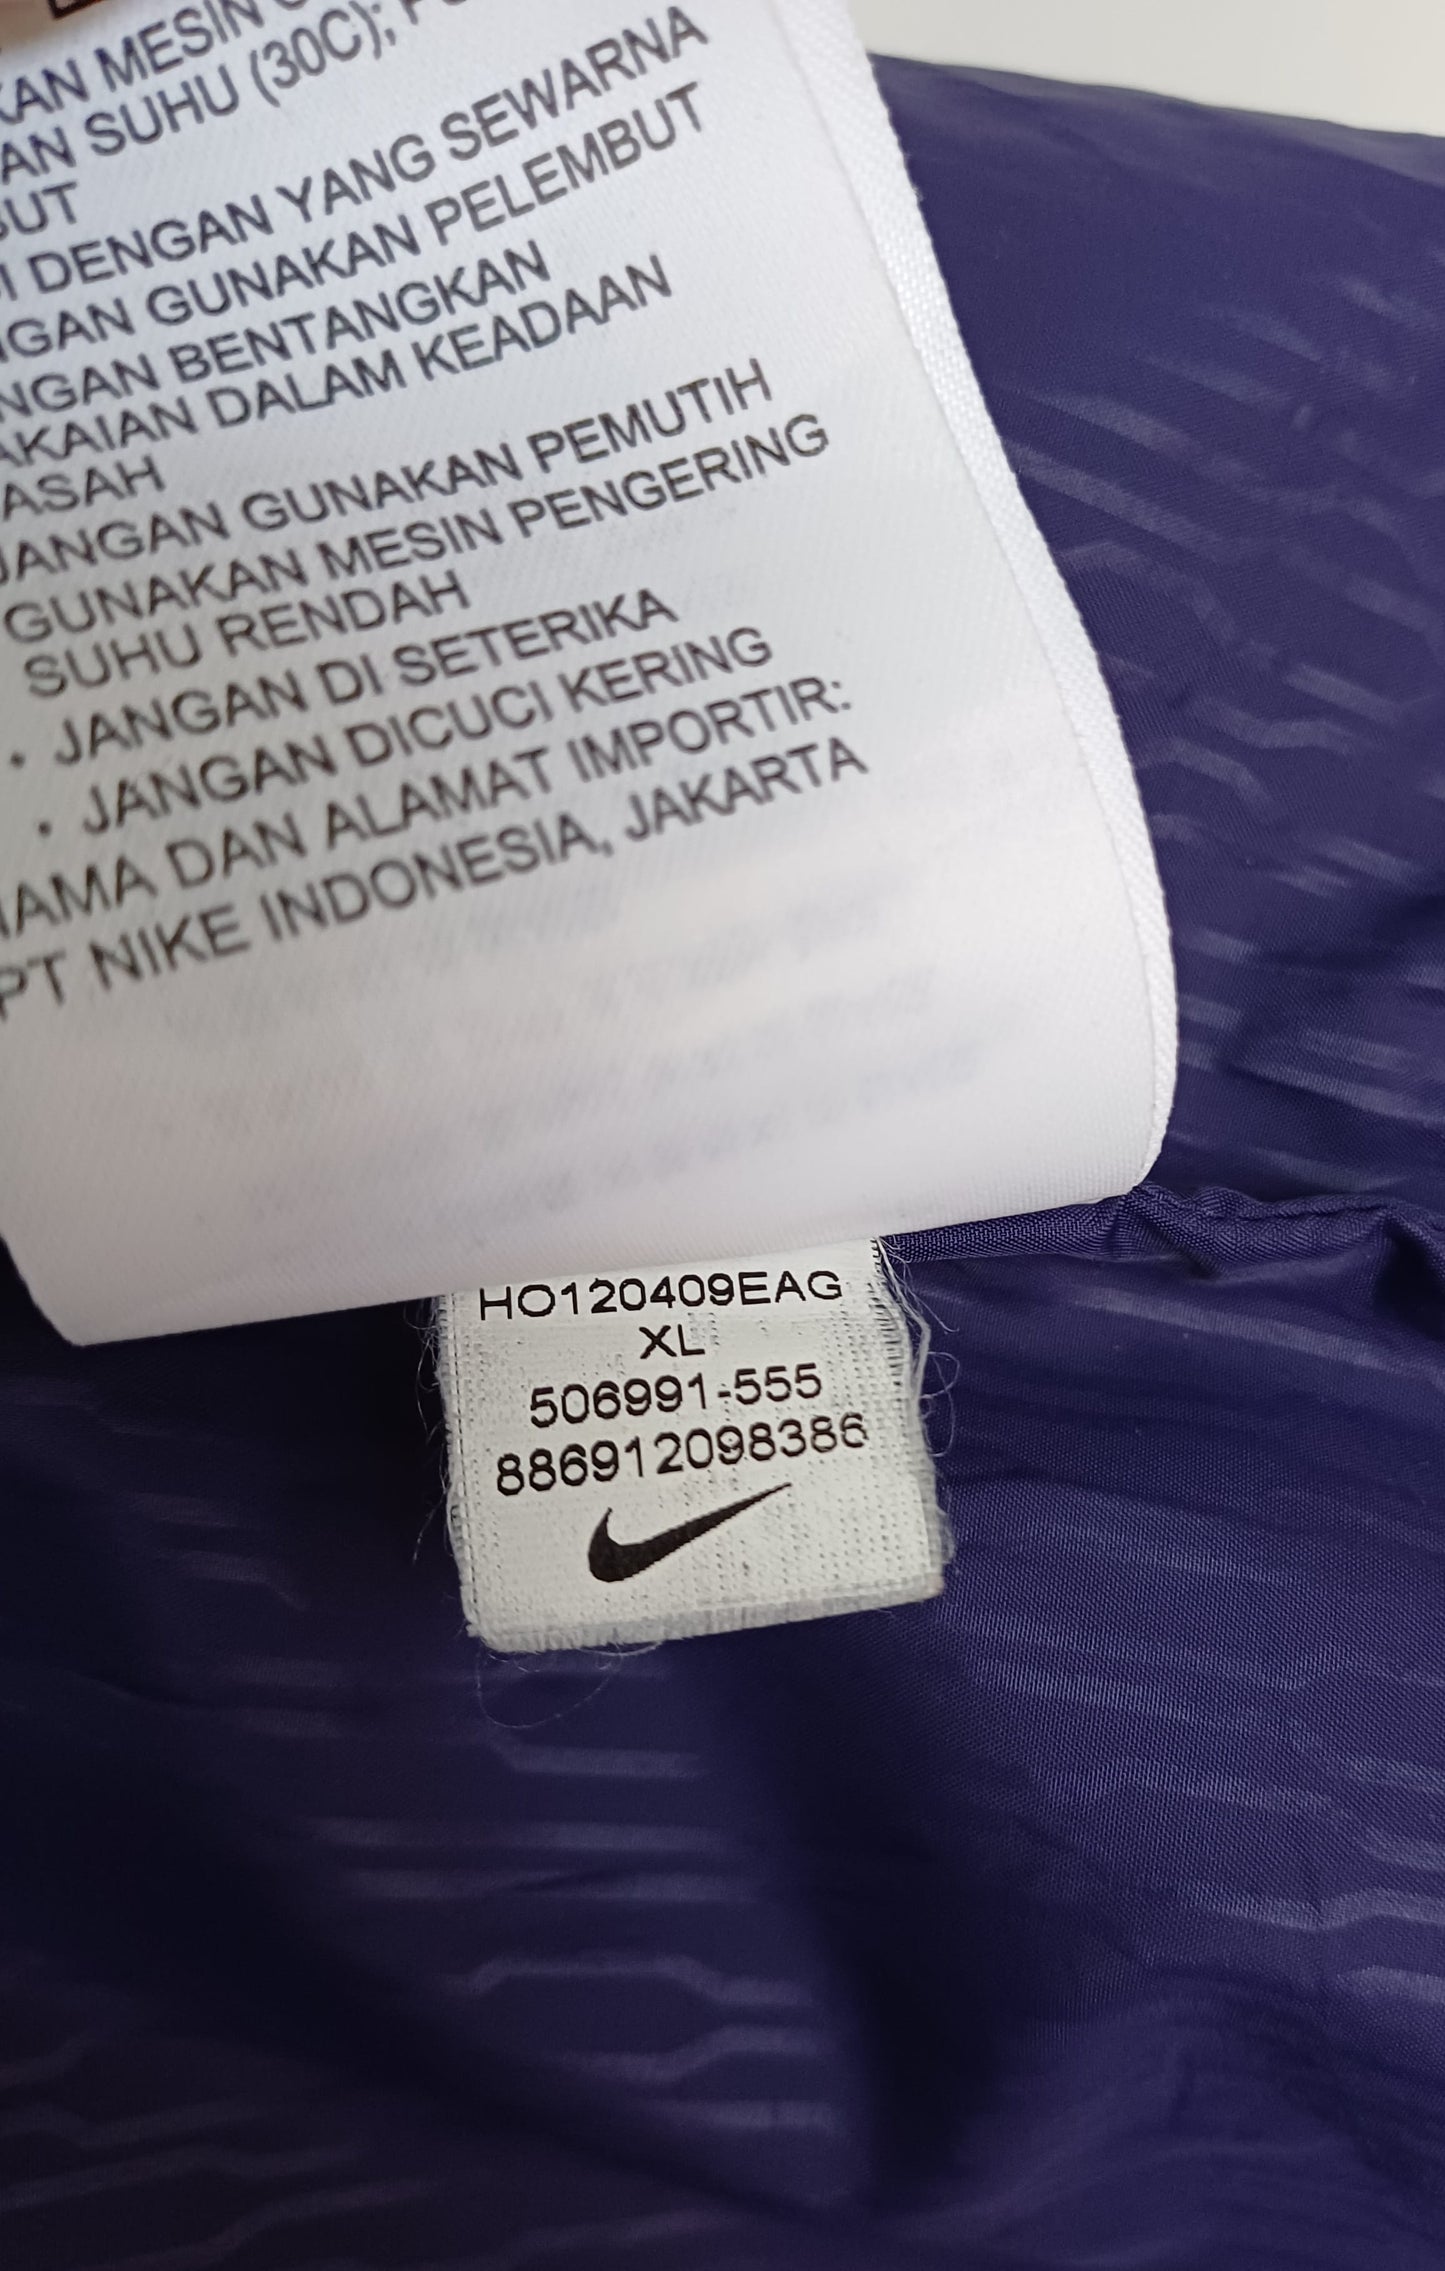 KAN MESIN
AN SUHU (30C);
BUT
I DENGAN YANG SEWARNA
NGAN GUNAKAN PELEMBUT
NGAN BENTANGKAN
AKAIAN DALAM KEADAAN
ASAH
JANGAN GUNAKAN PEMUTIH
GUNAKAN MESIN PENGERING
SUHU RENDAH
. JANGAN DI SETERIKA
. JANGAN DICUCI KERING
NAMA DAN ALAMAT IMPORTIR:
PT NIKE INDONESIA, JAKARTA
HO120409EAG
XL
506991-555
886912098386